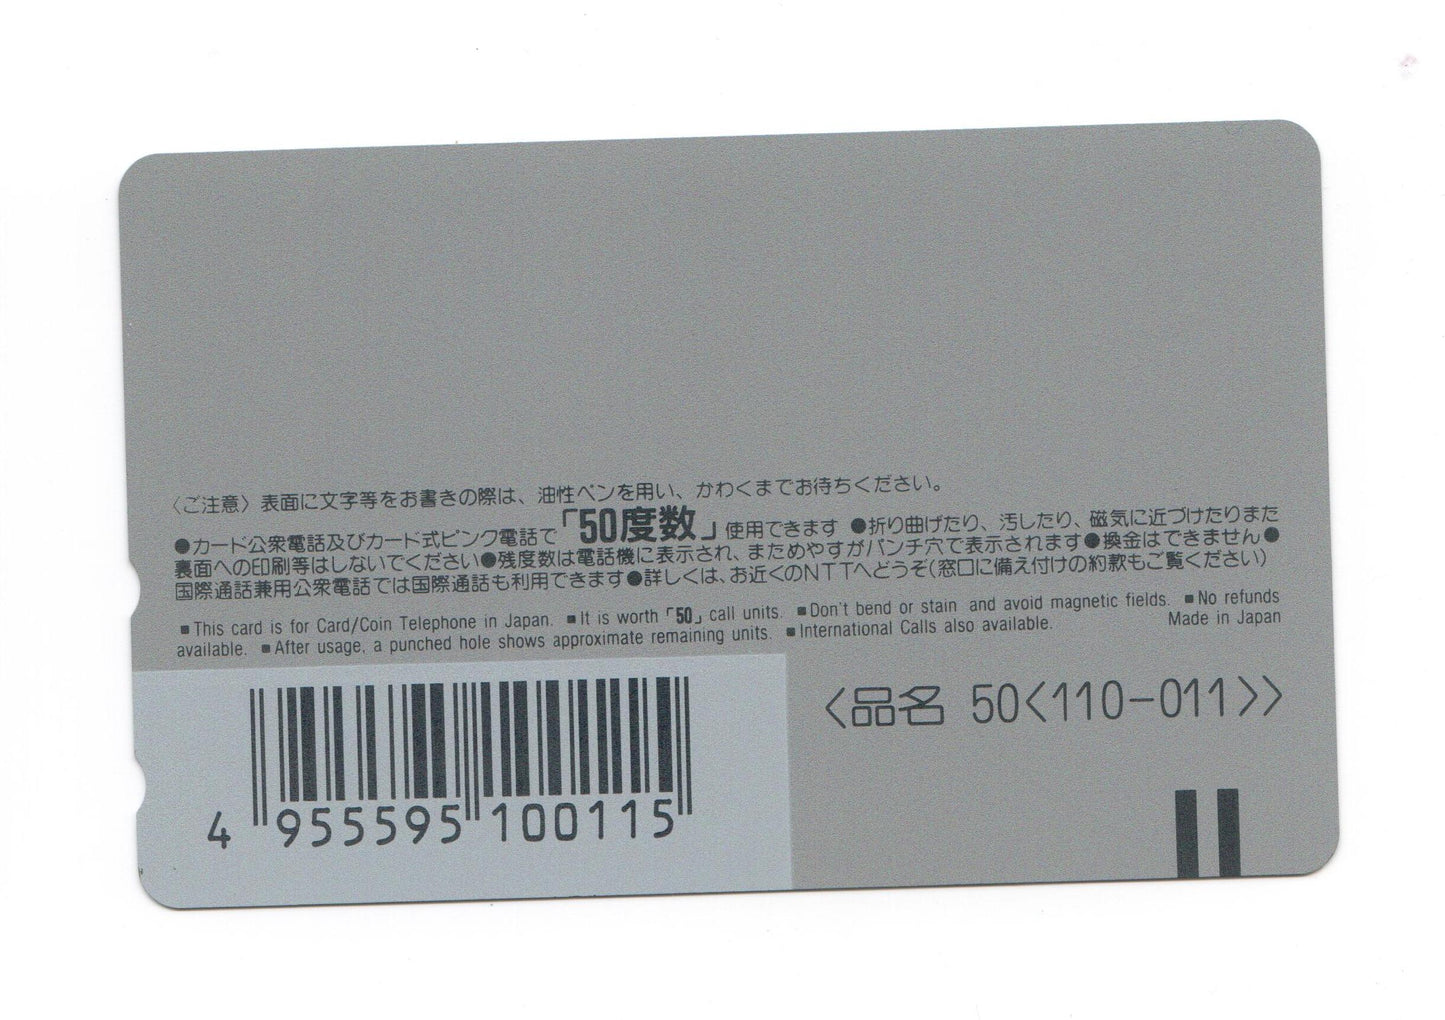 〈ご注意〉表面に文字等をお書きの際は、油性ペンを用い、かわくまでお待ちください。
●カード公衆電話及びカード式ピンク電話で「50度数」使用できます ●折り曲げたり、汚したり、磁気に近づけたりまた
裏面への印刷等はしないでください●残度数は電話機に表示され、まためやすがパンチ穴で表示されます●換金はできません●
国際通話兼用公衆電話では国際通話も利用できます●詳しくは、お近くのNTTへどうぞ(窓口に備え付けの約款もご覧ください)
■This card is for Card/Coin Telephone in Japan. ■It is worth「50」call units. ■Don't bend or stain and avoid magnetic fields. ■No refunds
available. ■After usage, a punched hole shows approximate remaining units. ■International Calls also available. Made in Japan
〈品名 50〈110-011〉〉
4 955595 100115